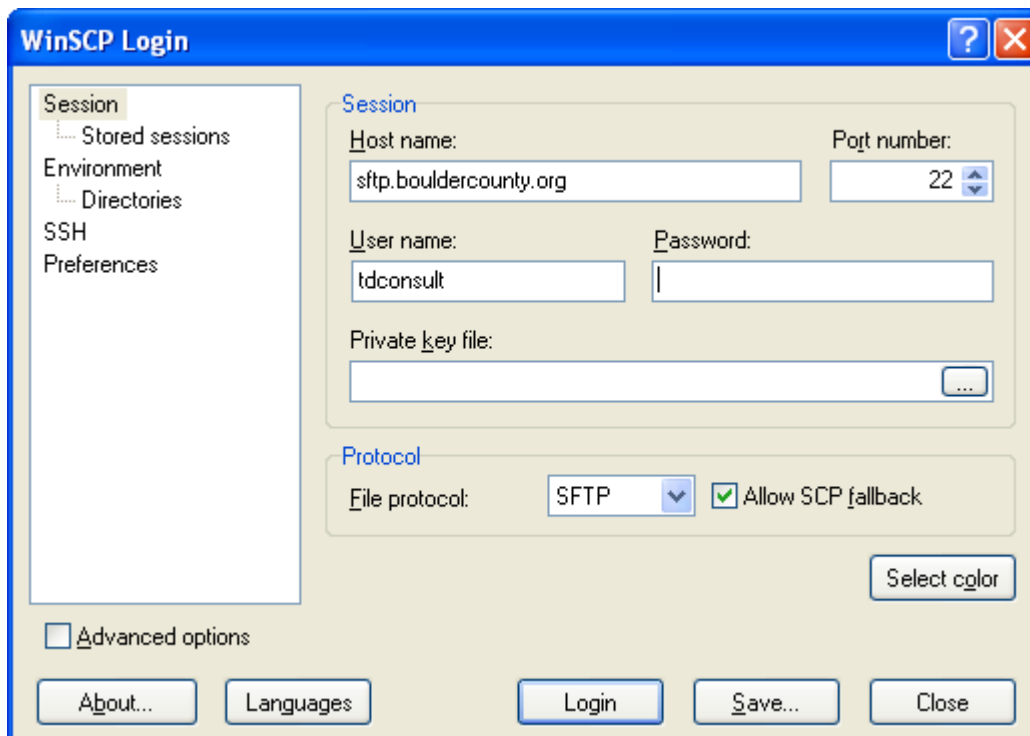 WinSCP Login
Session
Stored sessions
Environment
Directories
SSH
Preferences
Session
Host name:
Port number:
sftp.bouldercounty.org
22
User name:
Password:
tdconsult
Private key file:
...
Protocol
File protocol:
SFTP
Allow SCP fallback
Select color
Advanced options
About...
Languages
Login
Save...
Close